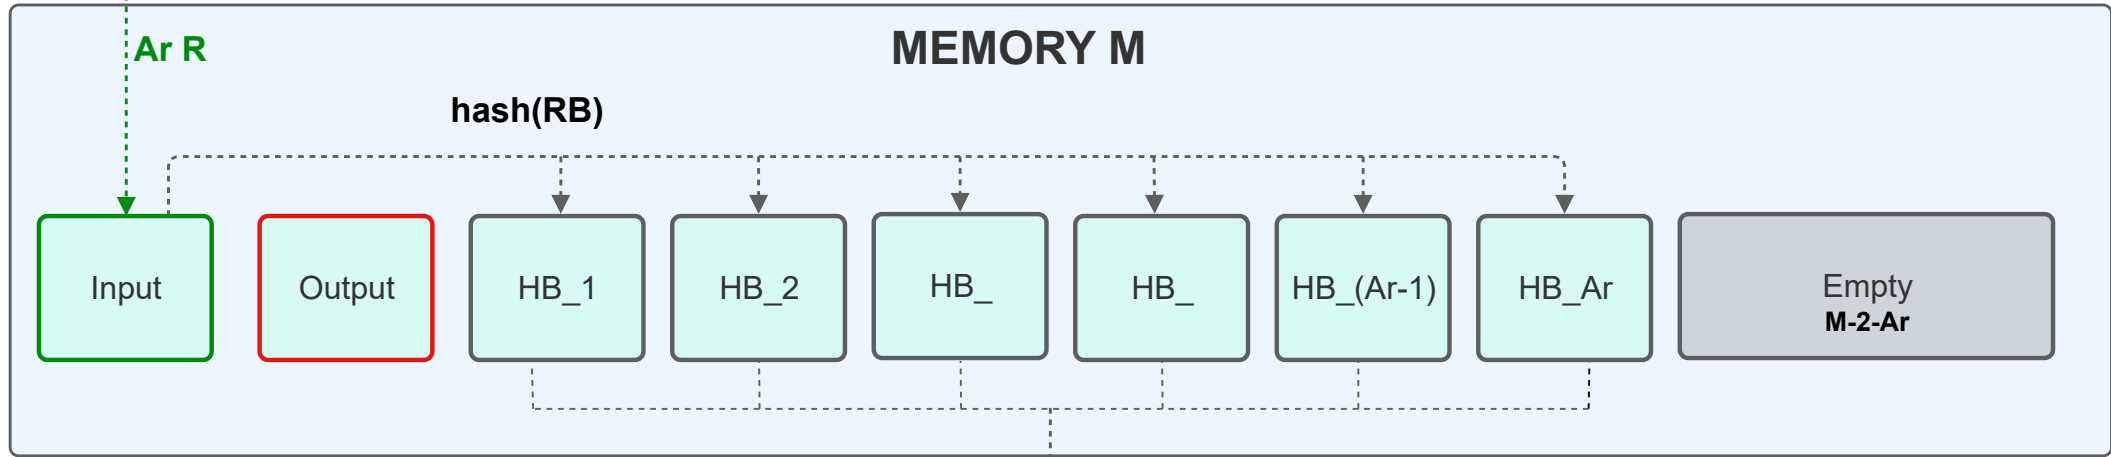 Ar R
MEMORY M
hash(RB)
Input
Output
HB_1
HB_2
HB_
HB_
HB_(Ar-1)
HB_Ar
Empty
M-2-Ar